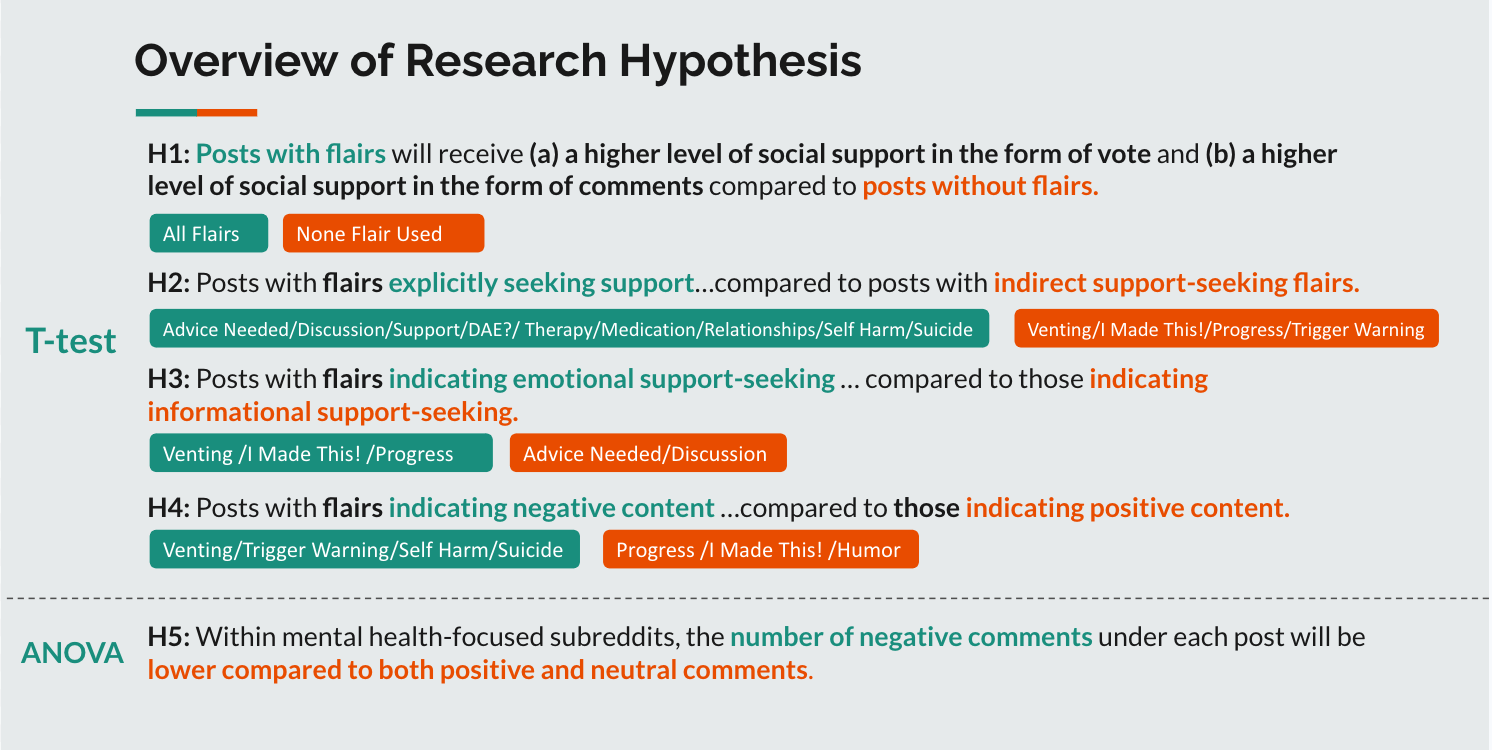 Overview of Research Hypothesis
H1: Posts with flairs will receive (a) a higher level of social support in the form of vote and (b) a higher
level of social support in the form of comments compared to posts without flairs.
All Flairs
None Flair Used
H2: Posts with flairs explicitly seeking support...compared to posts with indirect support-seeking flairs.
T-test
Advice Needed/Discussion/Support/DAE?/ Therapy/Medication/Relationships/Self Harm/Suicide
Venting/I Made This!/Progress/Trigger Warning
H3: Posts with flairs indicating emotional support-seeking ... compared to those indicating
informational support-seeking.
Venting /I Made This! /Progress
Advice Needed/Discussion
H4: Posts with flairs indicating negative content ...compared to those indicating positive content.
Venting/Trigger Warning/Self Harm/Suicide
Progress /I Made This! /Humor
ANOVA
H5: Within mental health-focused subreddits, the number of negative comments under each post will be
lower compared to both positive and neutral comments.